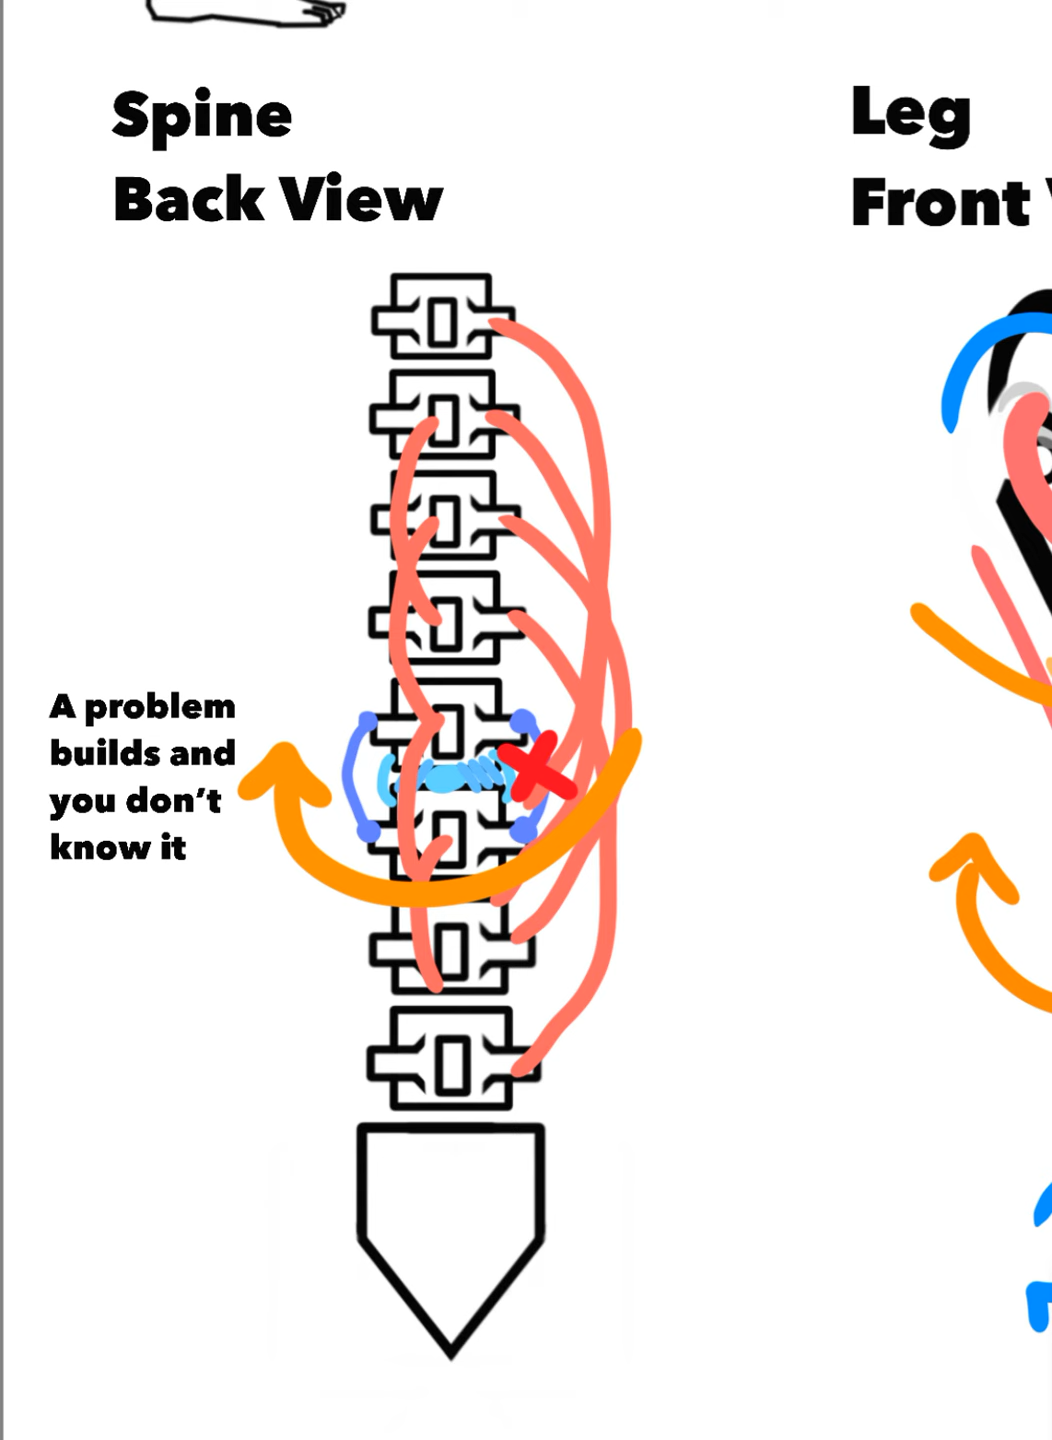 Spine
Back View
Leg
Front
A problem
builds and
you don’t
know it